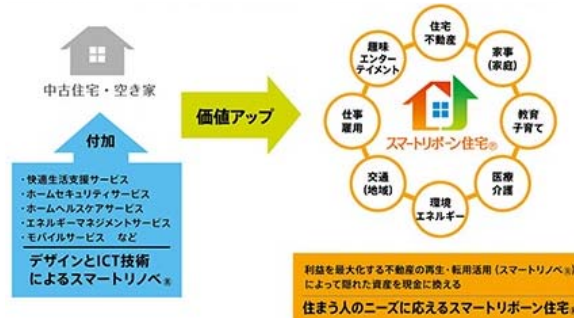 中古住宅・空き家
付加
・快適生活支援サービス
・ホームセキュリティサービス
・ホームヘルスケアサービス
・エネルギーマネジメントサービス
・モバイルサービス など
デザインとICT技術
によるスマートリノベ®
価値アップ
住宅
不動産
家事
(家庭)
教育
子育て
医療
介護
環境
エネルギー
交通
(地域)
仕事
雇用
趣味
エンター
テイメント
スマートリボーン住宅®
利益を最大化する不動産の再生・転用活用(スマートリノベ®)
によって隠れた資産を現金に換える
住まう人のニーズに応えるスマートリボーン住宅®